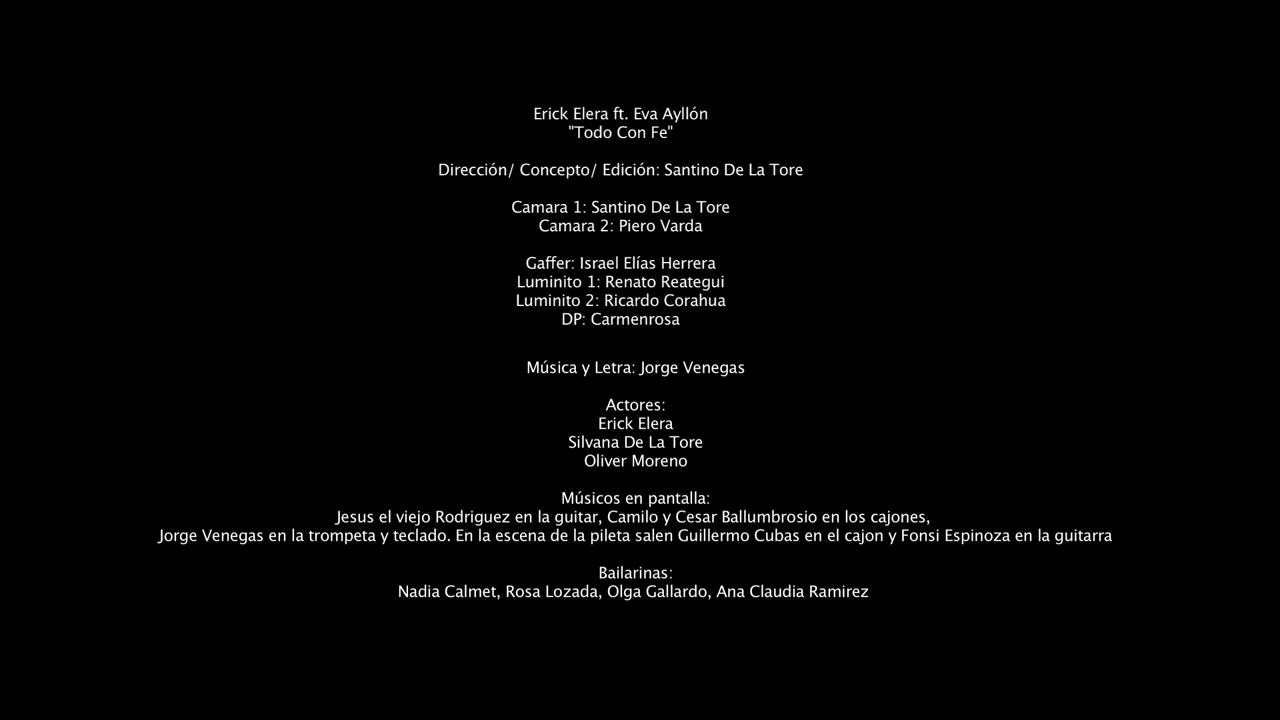 Erick Elera ft. Eva Ayllón
"Todo Con Fe"
Dirección/ Concepto/ Edición: Santino De La Tore
Camara 1: Santino De La Tore
Camara 2: Piero Varda
Gaffer: Israel Elías Herrera
Luminito 1: Renato Reategui
Luminito 2: Ricardo Corahua
DP: Carmenrosa
Música y Letra: Jorge Venegas
Actores:
Erick Elera
Silvana De La Tore
Oliver Moreno
Músicos en pantalla:
Jesus el viejo Rodriguez en la guitar, Camilo y Cesar Ballumbrosio en los cajones,
Jorge Venegas en la trompeta y teclado. En la escena de la pileta salen Guillermo Cubas en el cajon y Fonsi Espinoza en la guitarra
Bailarinas:
Nadia Calmet, Rosa Lozada, Olga Gallardo, Ana Claudia Ramirez